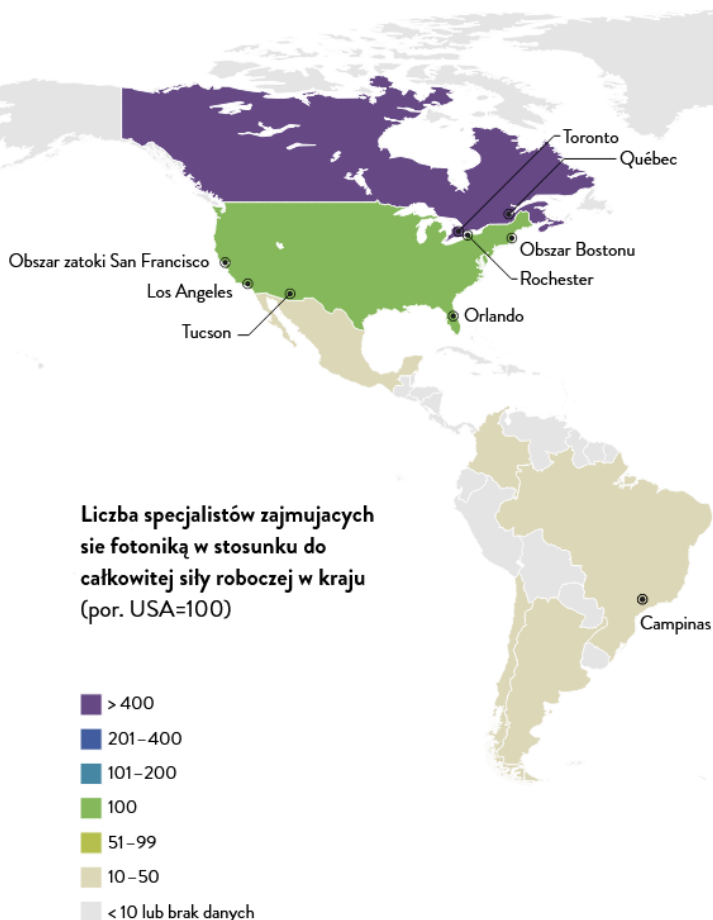 Toronto
Québec
Obszar Bostonu
Obszar zatoki San Francisco
Rochester
Los Angeles
Orlando
Tucson
Liczba specjalistów zajmujacych
sie fotoniką w stosunku do
całkowitej siły roboczej w kraju
(por. USA=100)
Campinas
> 400
201–400
101–200
100
51–99
10–50
< 10 lub brak danych